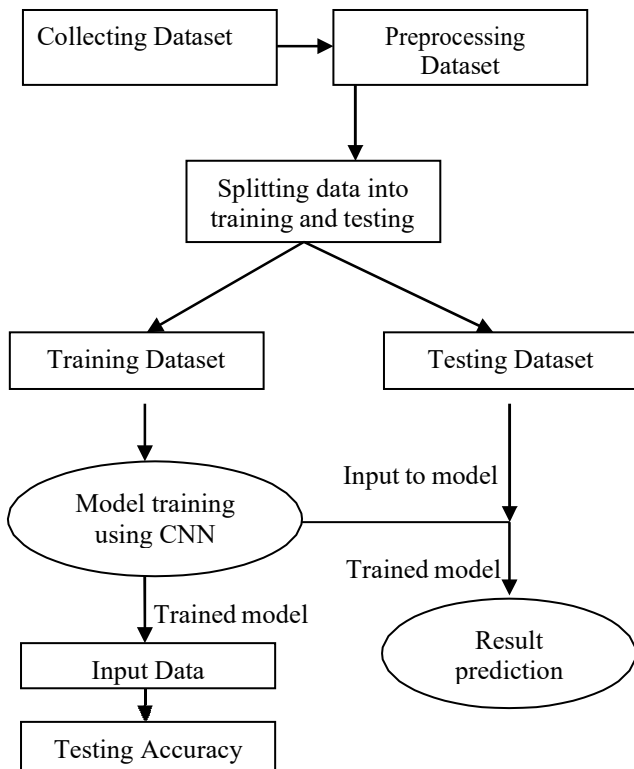 Collecting Dataset
Preprocessing
Dataset
Splitting data into
training and testing
Training Dataset
Testing Dataset
Model training
using CNN
Input to model
Trained model
Trained model
Result
prediction
Input Data
Testing Accuracy